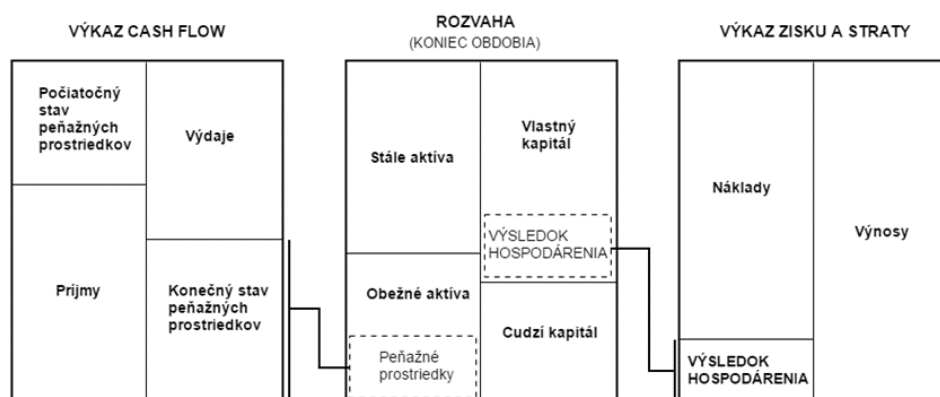 VÝKAZ CASH FLOW
Počiatočný
stav
peňažných
prostriedkov
Výdaje
Príjmy
Konečný stav
peňažných
prostriedkov
ROZVAHA
(KONIEC OBDOBIA)
Stále aktíva
Vlastný
kapitál
VÝSLEDOK
HOSPODÁRENIA
Obežné aktíva
Peňažné
prostriedky
Cudzí kapitál
VÝKAZ ZISKU A STRATY
Náklady
Výnosy
VÝSLEDOK
HOSPODÁRENIA